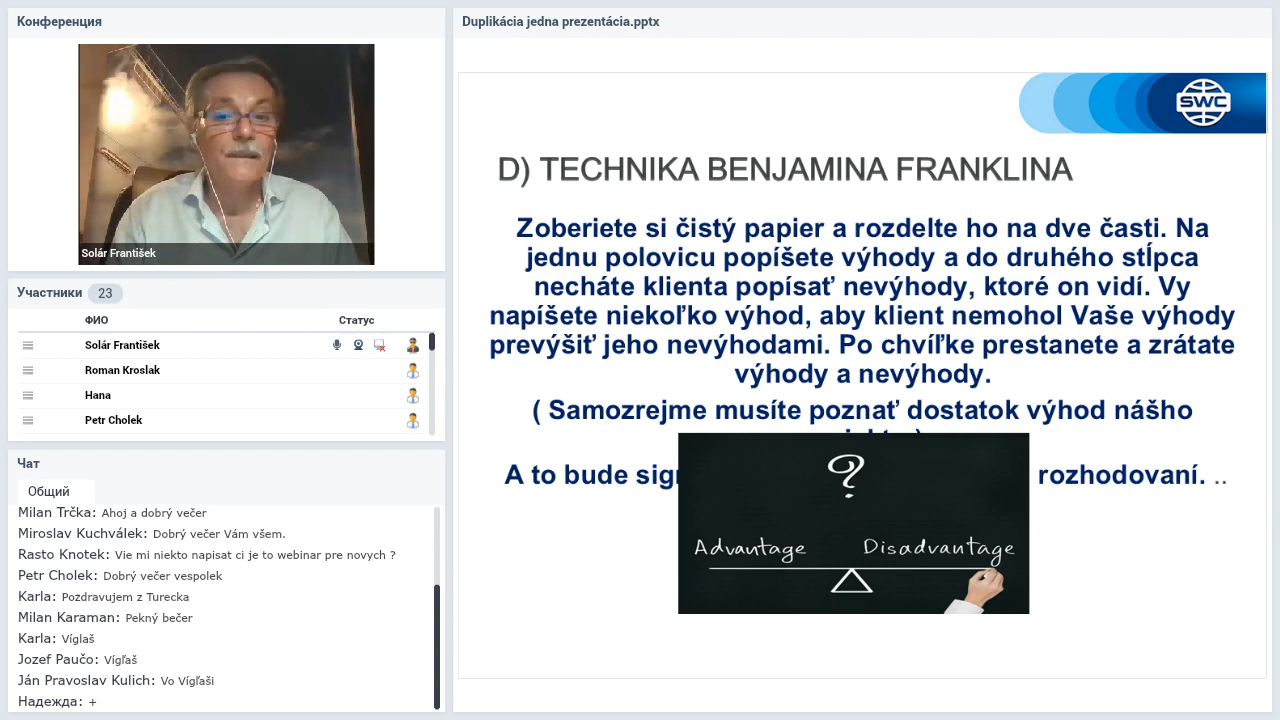 Конференция
Solár František
Участники 23
ФИО Статус
Solár František
Roman Kroslak
Hana
Petr Cholek
Чат
Общий
Milan Trčka: Ahoj a dobrý večer
Miroslav Kuchválek: Dobrý večer Vám všem.
Rasto Knotek: Vie mi niekto napisat ci je to webinar pre novych ?
Petr Cholek: Dobrý večer vespolek
Karla: Pozdravujem z Turecka
Milan Karaman: Pekný bečer
Karla: Víglaš
Jozef Paučo: Vígľaš
Ján Pravoslav Kulich: Vo Vígľaši
Надежда: +
Duplikácia jedna prezentácia.pptx
SWC
D) TECHNIKA BENJAMINA FRANKLINA
Zoberiete si čistý papier a rozdelte ho na dve časti. Na
jednu polovicu popíšete výhody a do druhého stĺpca
necháte klienta popísať nevýhody, ktoré on vidí. Vy
napíšete niekoľko výhod, aby klient nemohol Vaše výhody
prevýšiť jeho nevýhodami. Po chvíľke prestanete a zrátate
výhody a nevýhody.
( Samozrejme musíte poznať dostatok výhod nášho
A to bude rozhodovaní. ..
?
Advantage Disadvantage